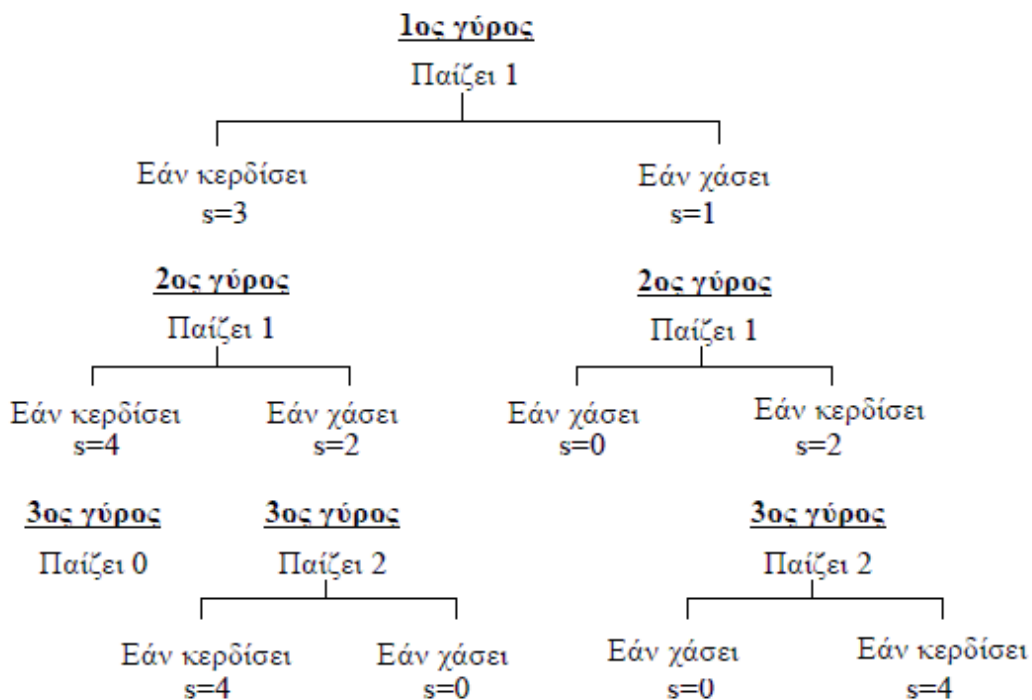 1ος γύρος
Παίζει 1
Εάν κερδίσει Εάν χάσει
s=3 s=1
2ος γύρος 2ος γύρος
Παίζει 1 Παίζει 1
Εάν κερδίσει Εάν χάσει Εάν χάσει Εάν κερδίσει
s=4 s=2 s=0 s=2
3ος γύρος 3ος γύρος 3ος γύρος
Παίζει 0 Παίζει 2 Παίζει 2
Εάν κερδίσει Εάν χάσει Εάν χάσει Εάν κερδίσει
s=4 s=0 s=0 s=4